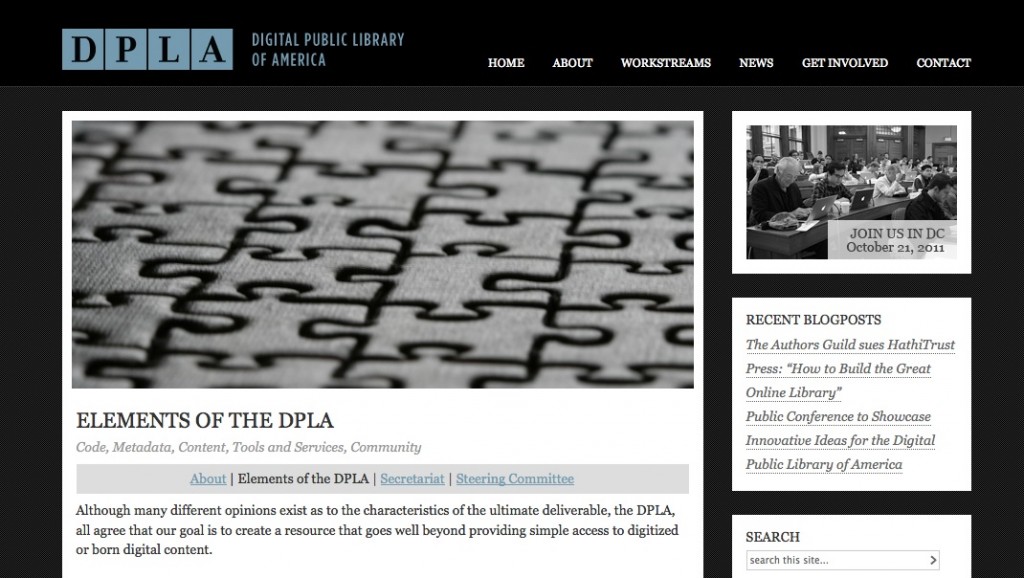 DPLA
DIGITAL PUBLIC LIBRARY
OF AMERICA
HOME ABOUT WORKSTREAMS NEWS GET INVOLVED CONTACT
ELEMENTS OF THE DPLA
Code, Metadata, Content, Tools and Services, Community
About | Elements of the DPLA | Secretariat | Steering Committee
Although many different opinions exist as to the characteristics of the ultimate deliverable, the DPLA,
all agree that our goal is to create a resource that goes well beyond providing simple access to digitized
or born digital content.
JOIN US IN DC
October 21, 2011
RECENT BLOGPOSTS
The Authors Guild sues HathiTrust
Press: “How to Build the Great
Online Library”
Public Conference to Showcase
Innovative Ideas for the Digital
Public Library of America
SEARCH
search this site...